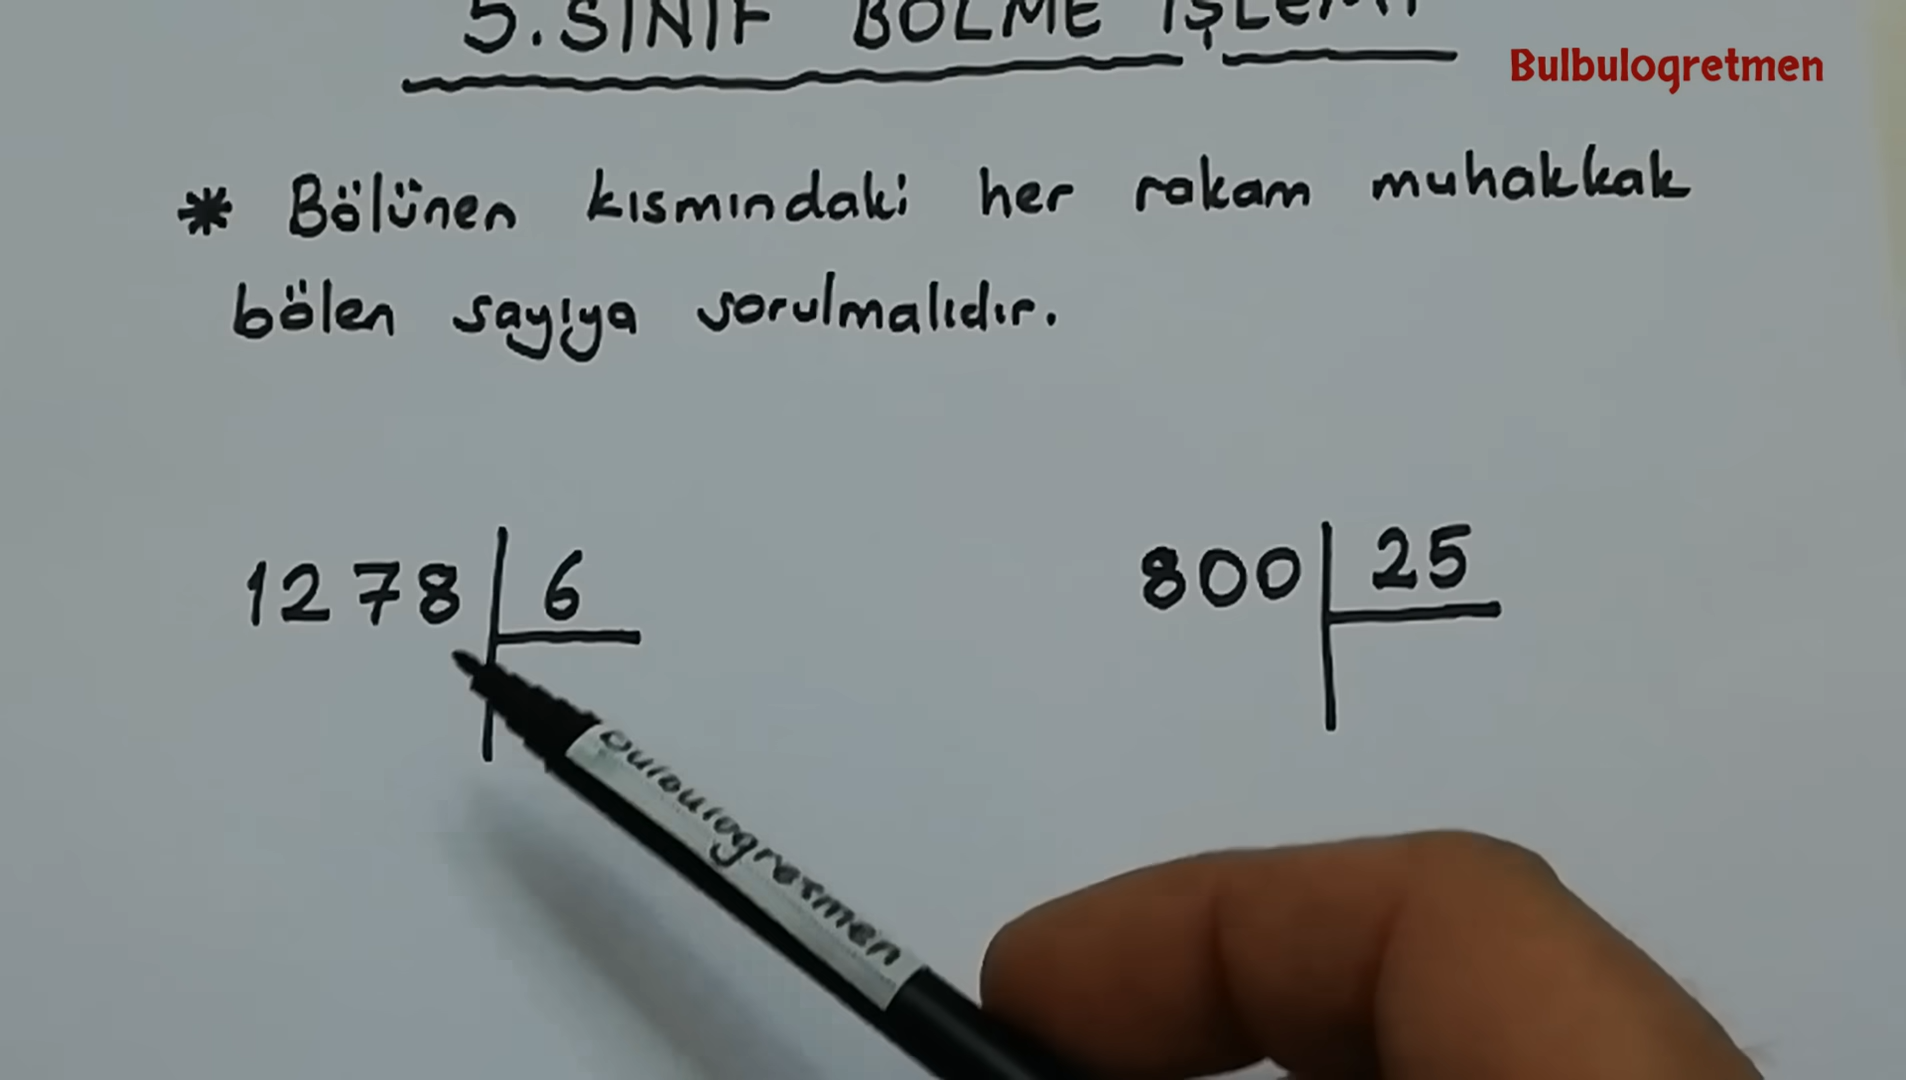 5. SINIF BÖLME İŞLEMİ
Bulbulogretmen
* Bölünen kısmındaki her rakam muhakkak
bölen sayıya sorulmalıdır.
1278 6
800 25
Bulbulogretmen